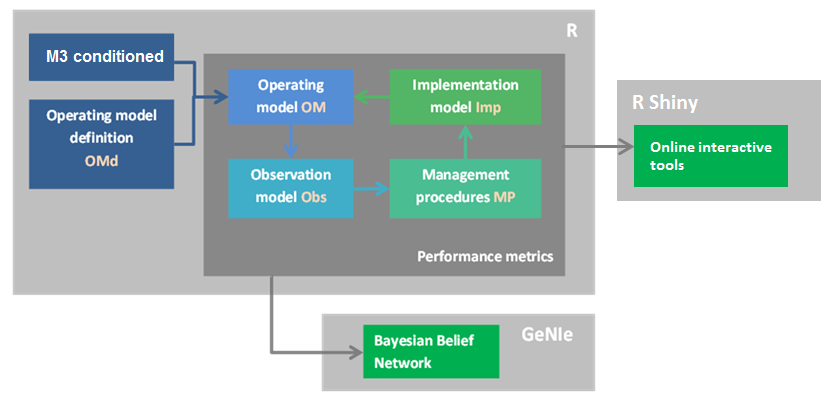 R
M3 conditioned
Operating model
definition
OMd
Operating
model OM
Implementation
model Imp
Observation
model Obs
Management
procedures MP
Performance metrics
R Shiny
Online interactive
tools
GeNIe
Bayesian Belief
Network